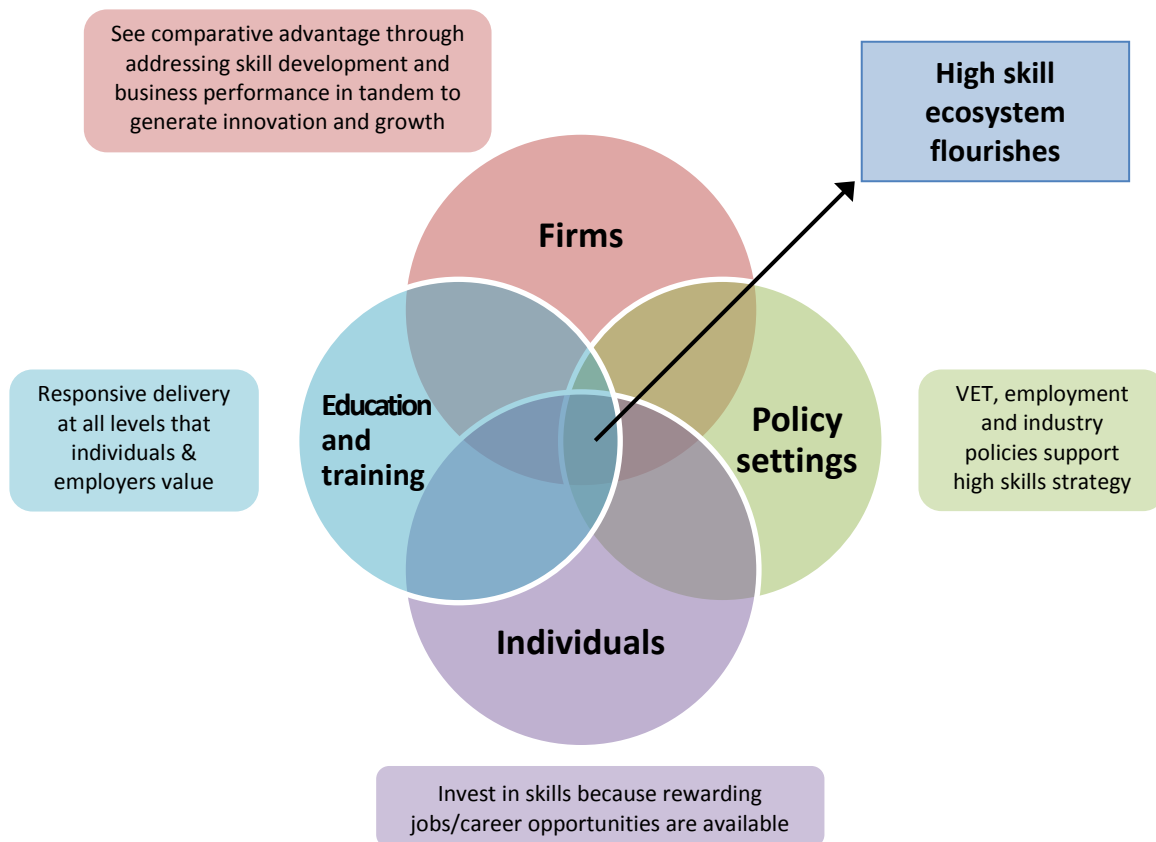 See comparative advantage through
addressing skill development and
business performance in tandem to
generate innovation and growth
High skill
ecosystem
flourishes
Firms
Responsive delivery
at all levels that
individuals &
employers value
Education
and
training
Policy
settings
VET, employment
and industry
policies support
high skills strategy
Individuals
Invest in skills because rewarding
jobs/career opportunities are available